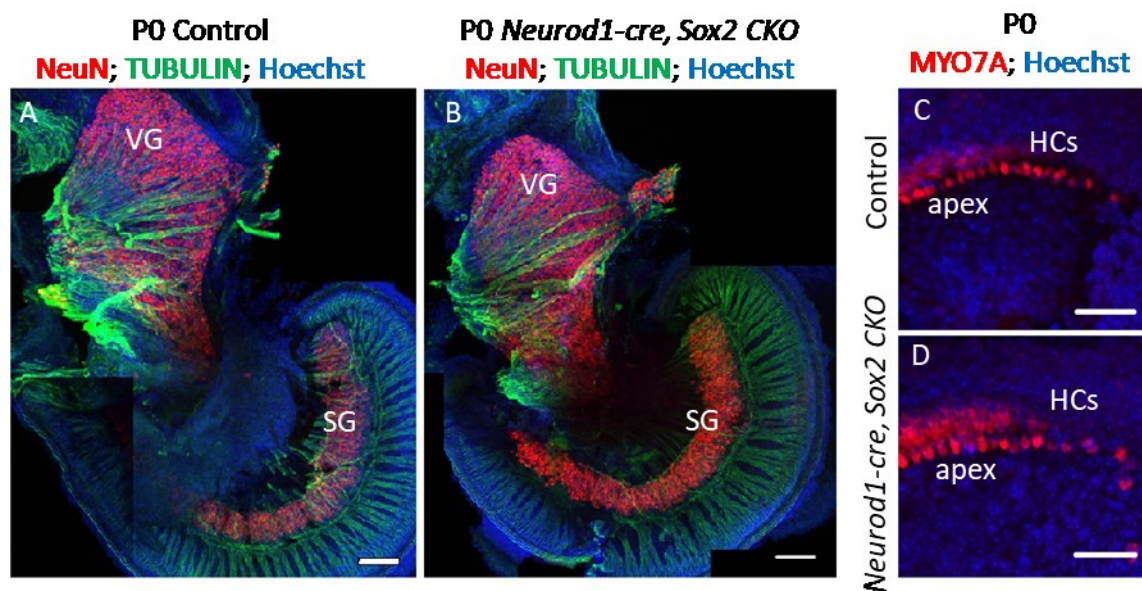 P0 Control
NeuN; TUBULIN; Hoechst
A
VG
SG
P0 Neurod1-cre, Sox2 CKO
NeuN; TUBULIN; Hoechst
B
VG
SG
P0
MYO7A; Hoechst
Control
C
HCs
apex
Neurod1-cre, Sox2 CKO
D
HCs
apex